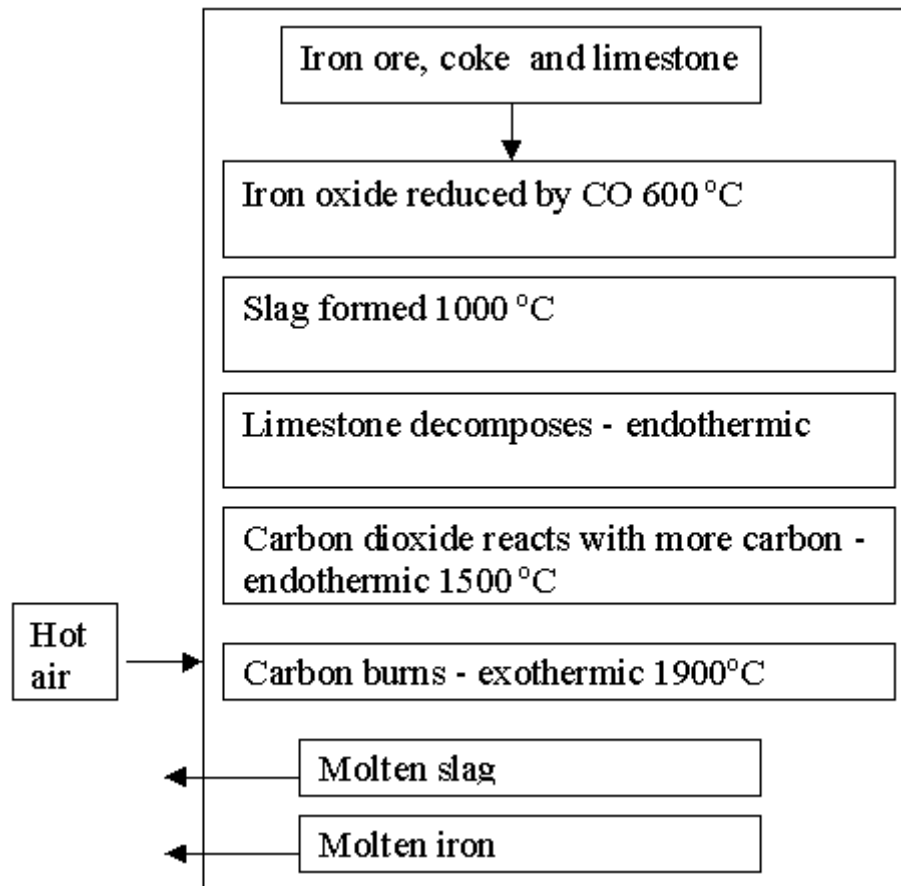 Iron ore, coke and limestone
Iron oxide reduced by CO 600 °C
Slag formed 1000 °C
Limestone decomposes - endothermic
Carbon dioxide reacts with more carbon -
endothermic 1500 °C
Hot
air
Carbon burns - exothermic 1900°C
Molten slag
Molten iron